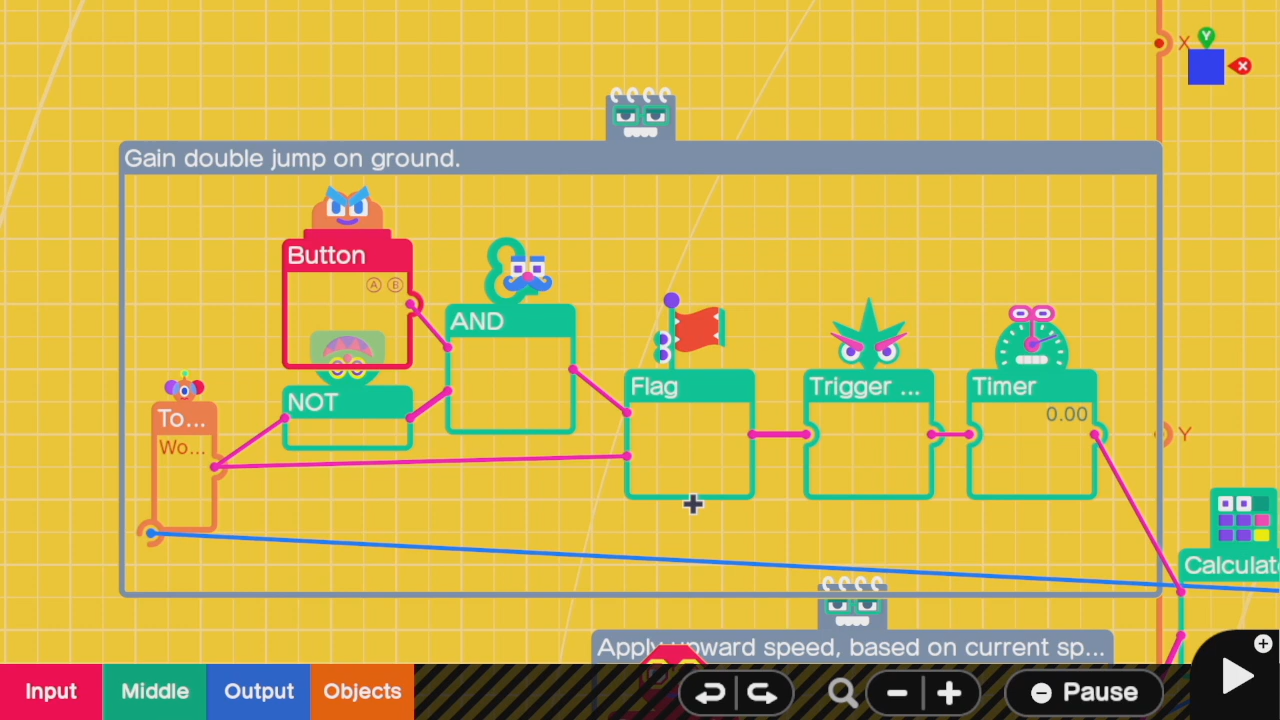 X
Y
Gain double jump on ground.
Button
A B
AND
NOT
To...
Wo...
Flag
Trigger ...
Timer
0.00
Y
Calculat
Apply upward speed, based on current sp...
Input
Middle
Output
Objects
Pause